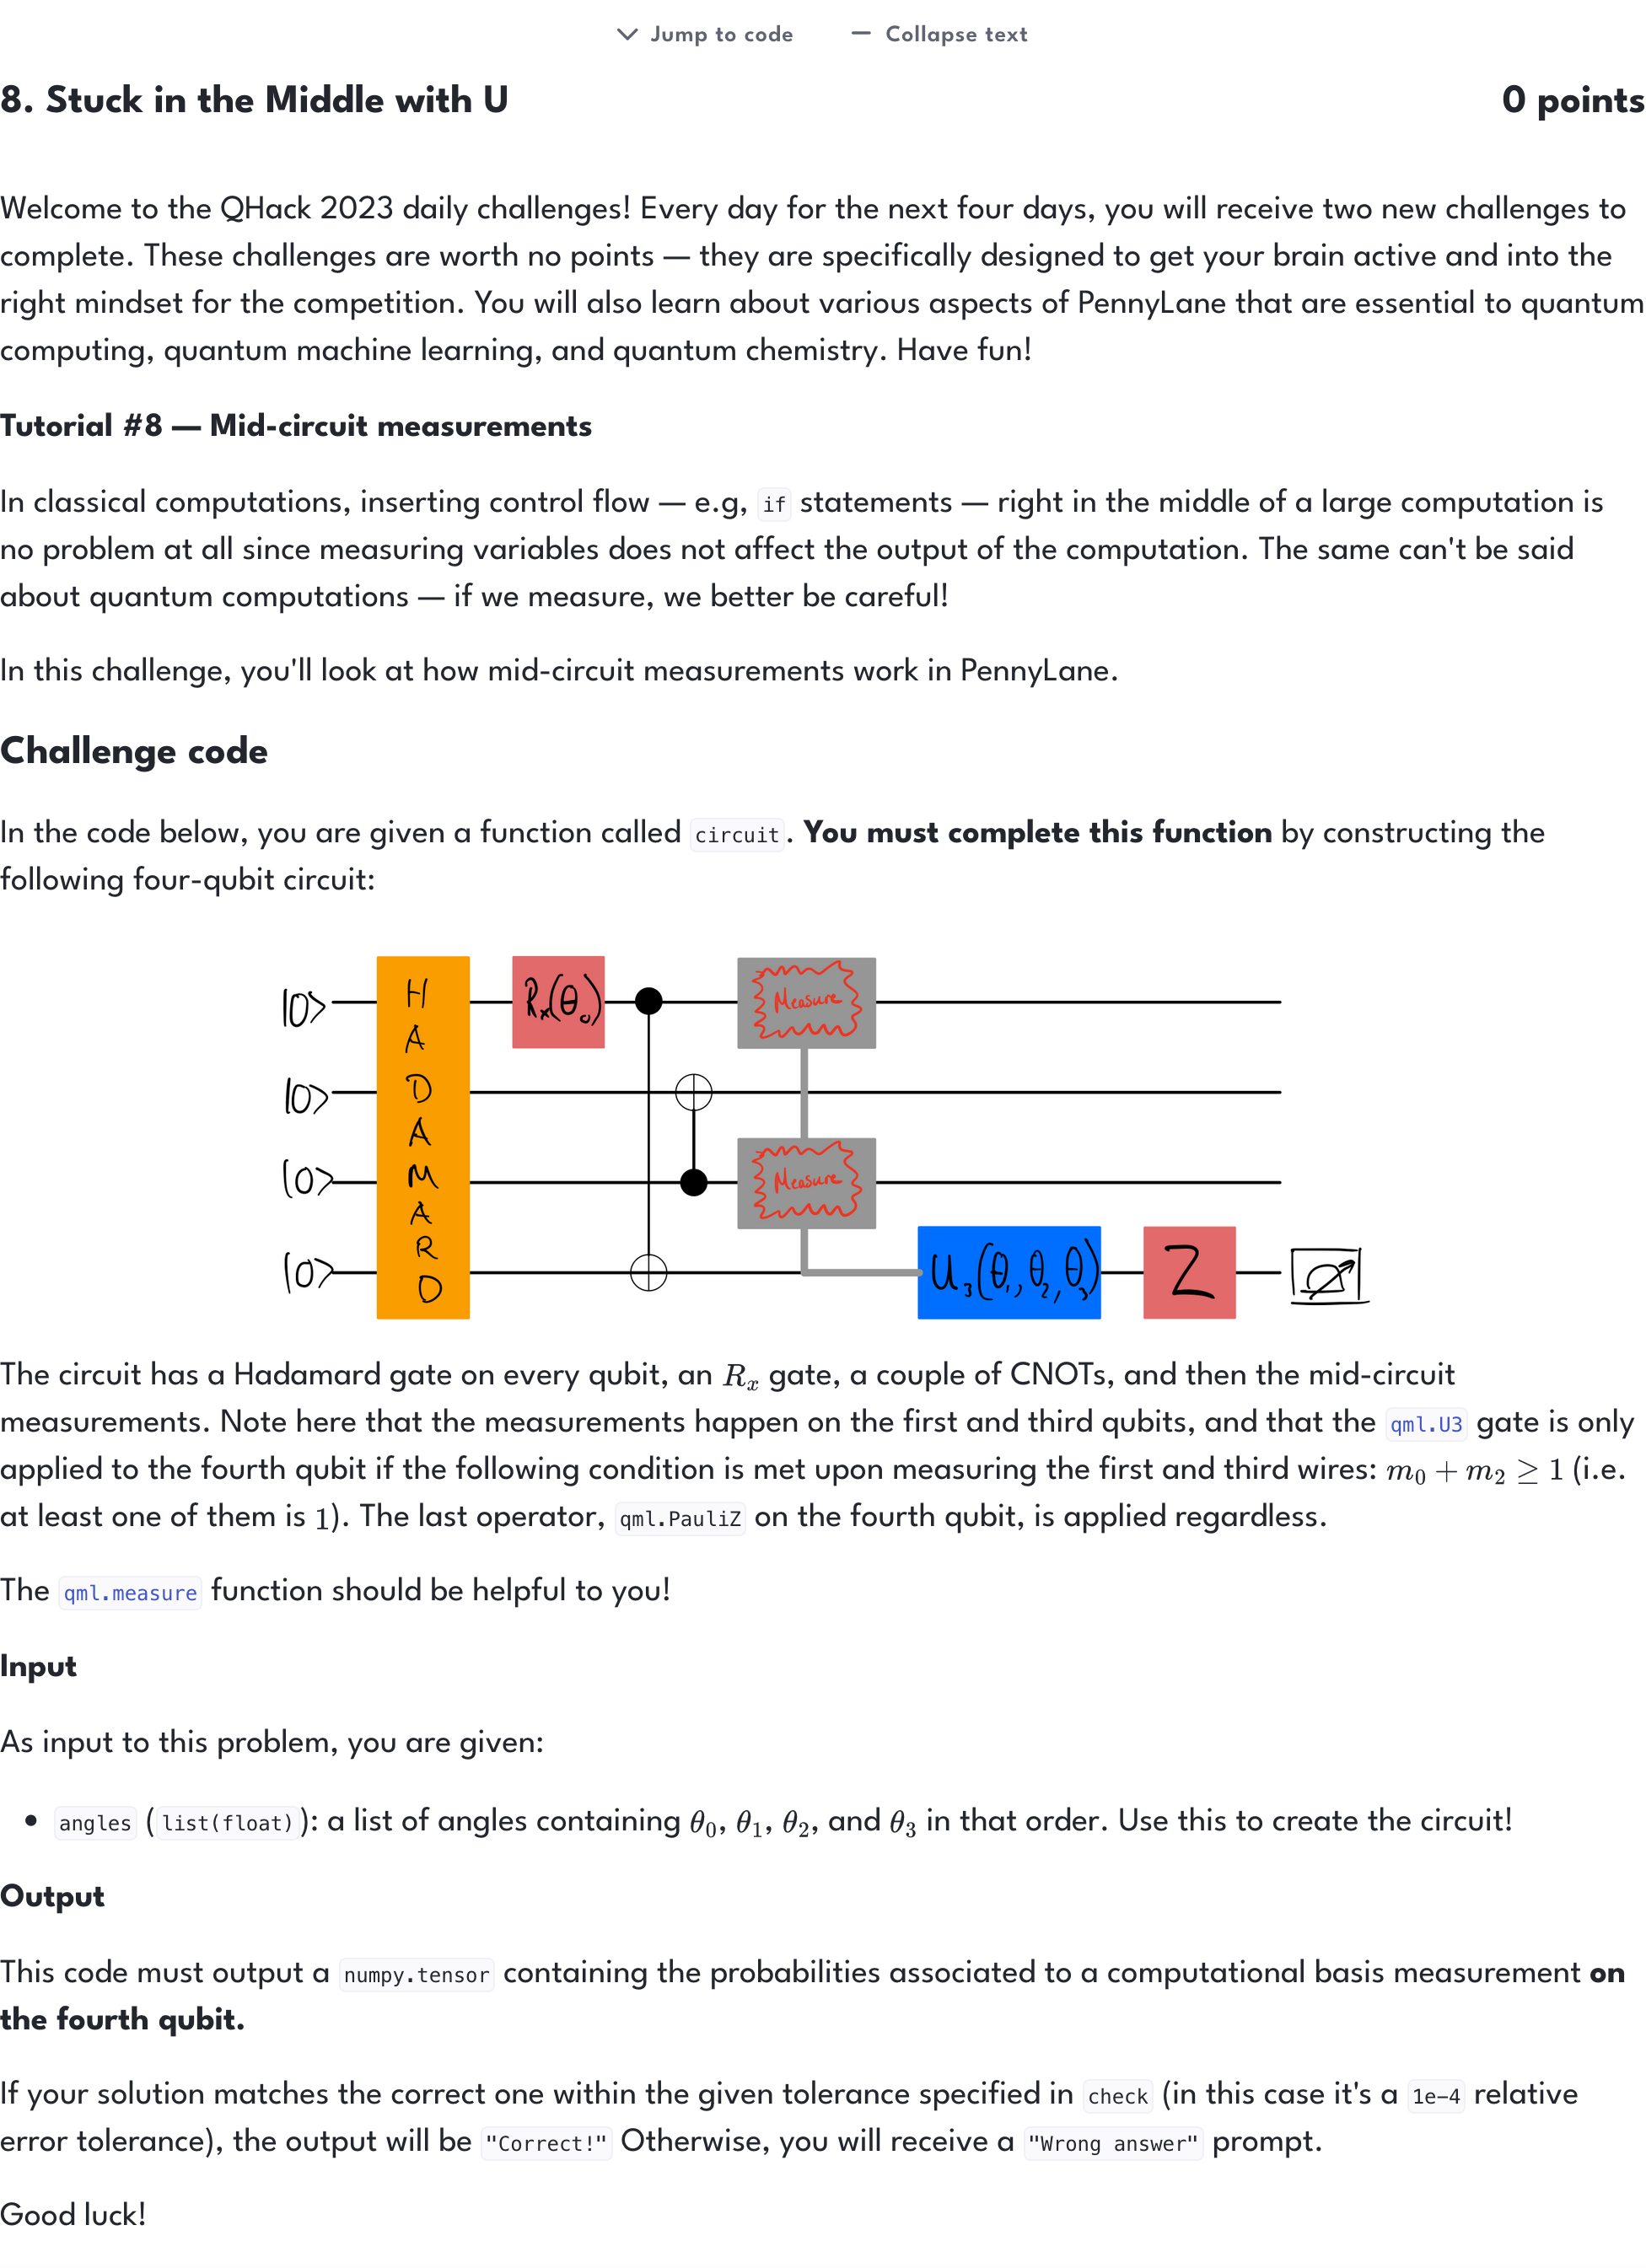 Jump to code Collapse text
8. Stuck in the Middle with U 0 points
Welcome to the QHack 2023 daily challenges! Every day for the next four days, you will receive two new challenges to
complete. These challenges are worth no points — they are specifically designed to get your brain active and into the
right mindset for the competition. You will also learn about various aspects of PennyLane that are essential to quantum
computing, quantum machine learning, and quantum chemistry. Have fun!
Tutorial #8 — Mid-circuit measurements
In classical computations, inserting control flow — e.g, if statements — right in the middle of a large computation is
no problem at all since measuring variables does not affect the output of the computation. The same can't be said
about quantum computations — if we measure, we better be careful!
In this challenge, you'll look at how mid-circuit measurements work in PennyLane.
Challenge code
In the code below, you are given a function called circuit. You must complete this function by constructing the
following four-qubit circuit:
|0⟩ HADAMARD Rx(θ₀) Measure
|0⟩
|0⟩ Measure
|0⟩ U₃(θ₁, θ₂, θ₃) Z
The circuit has a Hadamard gate on every qubit, an Rₓ gate, a couple of CNOTs, and then the mid-circuit
measurements. Note here that the measurements happen on the first and third qubits, and that the qml.U3 gate is only
applied to the fourth qubit if the following condition is met upon measuring the first and third wires: m₀ + m₂ ≥ 1 (i.e.
at least one of them is 1). The last operator, qml.PauliZ on the fourth qubit, is applied regardless.
The qml.measure function should be helpful to you!
Input
As input to this problem, you are given:
• angles (list(float)): a list of angles containing θ₀, θ₁, θ₂, and θ₃ in that order. Use this to create the circuit!
Output
This code must output a numpy.tensor containing the probabilities associated to a computational basis measurement on
the fourth qubit.
If your solution matches the correct one within the given tolerance specified in check (in this case it's a 1e-4 relative
error tolerance), the output will be "Correct!" Otherwise, you will receive a "Wrong answer" prompt.
Good luck!